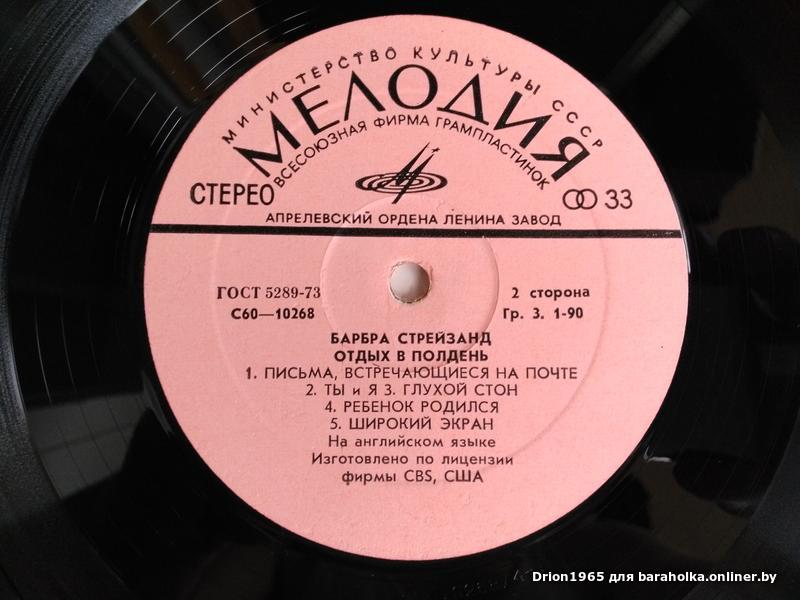 МИНИСТЕРСТВО КУЛЬТУРЫ СССР
МЕЛОДИЯ
ВСЕСОЮЗНАЯ ФИРМА ГРАМПЛАСТИНОК
СТЕРЕО
33
АПРЕЛЕВСКИЙ ОРДЕНА ЛЕНИНА ЗАВОД
ГОСТ 5289-73
2 сторона
С60—10268
Гр. 3. 1-90
БАРБРА СТРЕЙЗАНД
ОТДЫХ В ПОЛДЕНЬ
1. ПИСЬМА, ВСТРЕЧАЮЩИЕСЯ НА ПОЧТЕ
2. ТЫ и Я 3. ГЛУХОЙ СТОН
4. РЕБЕНОК РОДИЛСЯ
5. ШИРОКИЙ ЭКРАН
На английском языке
Изготовлено по лицензии
фирмы CBS, США
Drion1965 для baraholka.onliner.by